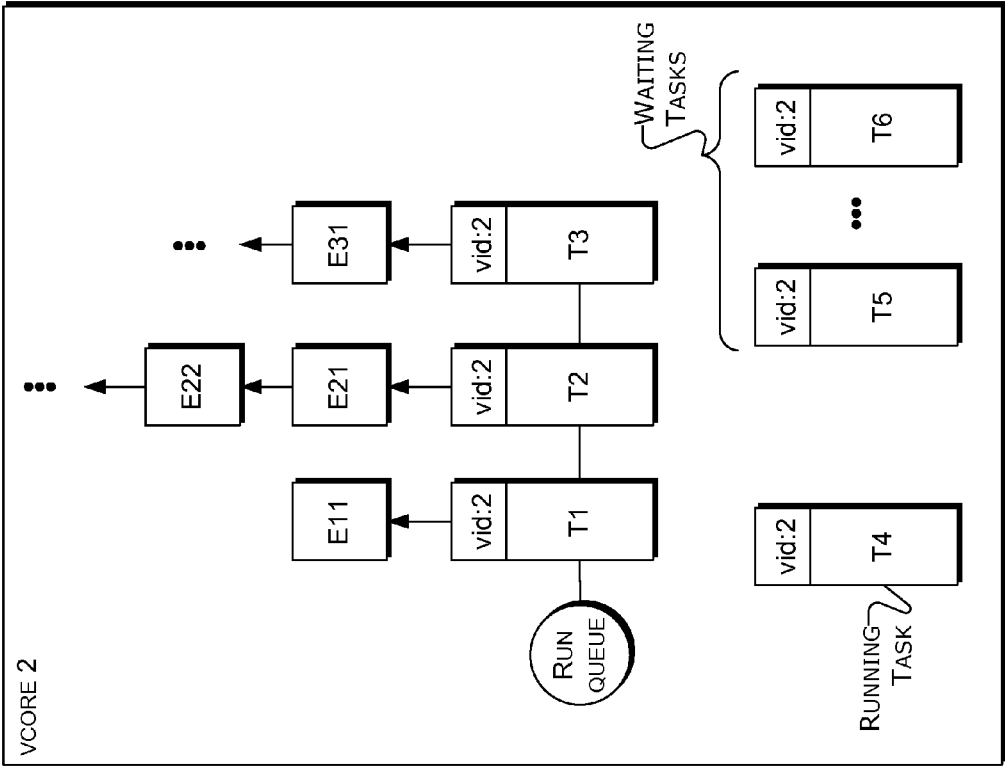 VCORE 2
RUN
QUEUE
vid:2
T1
E11
vid:2
T2
E21
E22
•••
vid:2
T3
E31
•••
RUNNING
TASK
vid:2
T4
WAITING
TASKS
vid:2
T5
•••
vid:2
T6